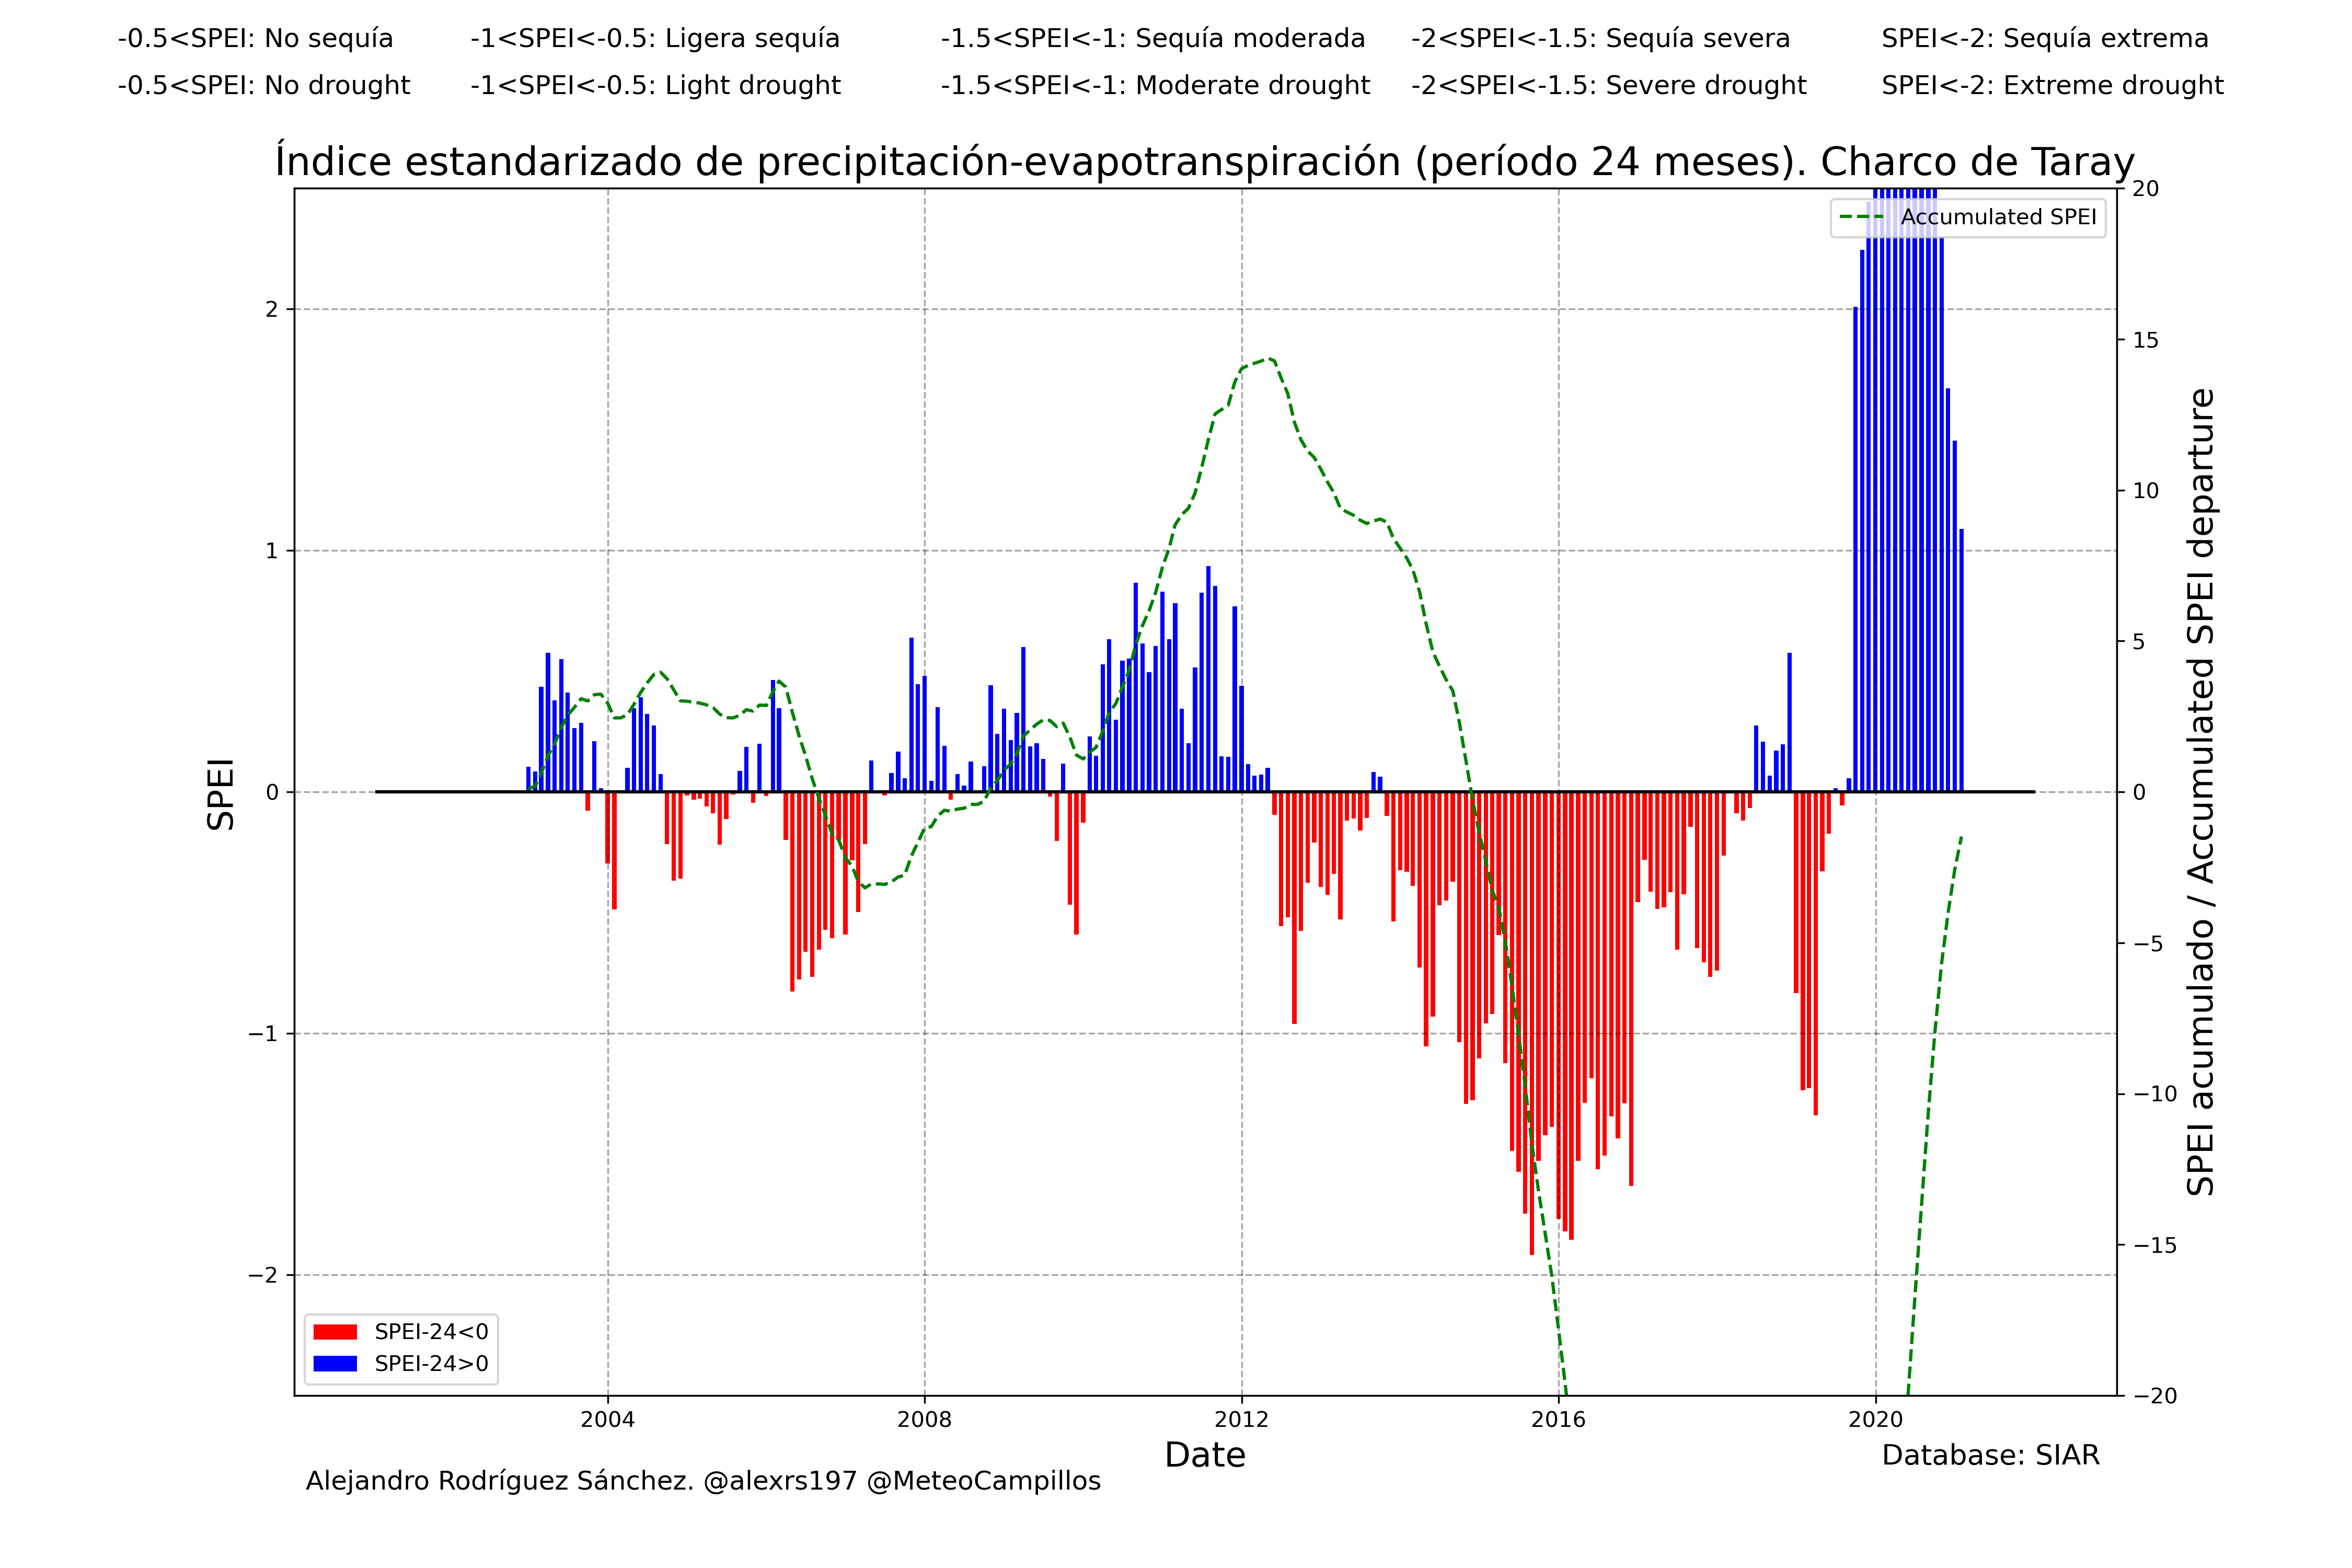 -0.5<SPEI: No sequía -1<SPEI<-0.5: Ligera sequía -1.5<SPEI<-1: Sequía moderada -2<SPEI<-1.5: Sequía severa SPEI<-2: Sequía extrema
-0.5<SPEI: No drought -1<SPEI<-0.5: Light drought -1.5<SPEI<-1: Moderate drought -2<SPEI<-1.5: Severe drought SPEI<-2: Extreme drought
Índice estandarizado de precipitación-evapotranspiración (período 24 meses). Charco de Taray
Accumulated SPEI
SPEI
2
1
0
−1
−2
20
15
10
5
0
−5
−10
−15
−20
SPEI acumulado / Accumulated SPEI departure
SPEI-24<0
SPEI-24>0
2004 2008 2012 2016 2020
Date
Database: SIAR
Alejandro Rodríguez Sánchez. @alexrs197 @MeteoCampillos